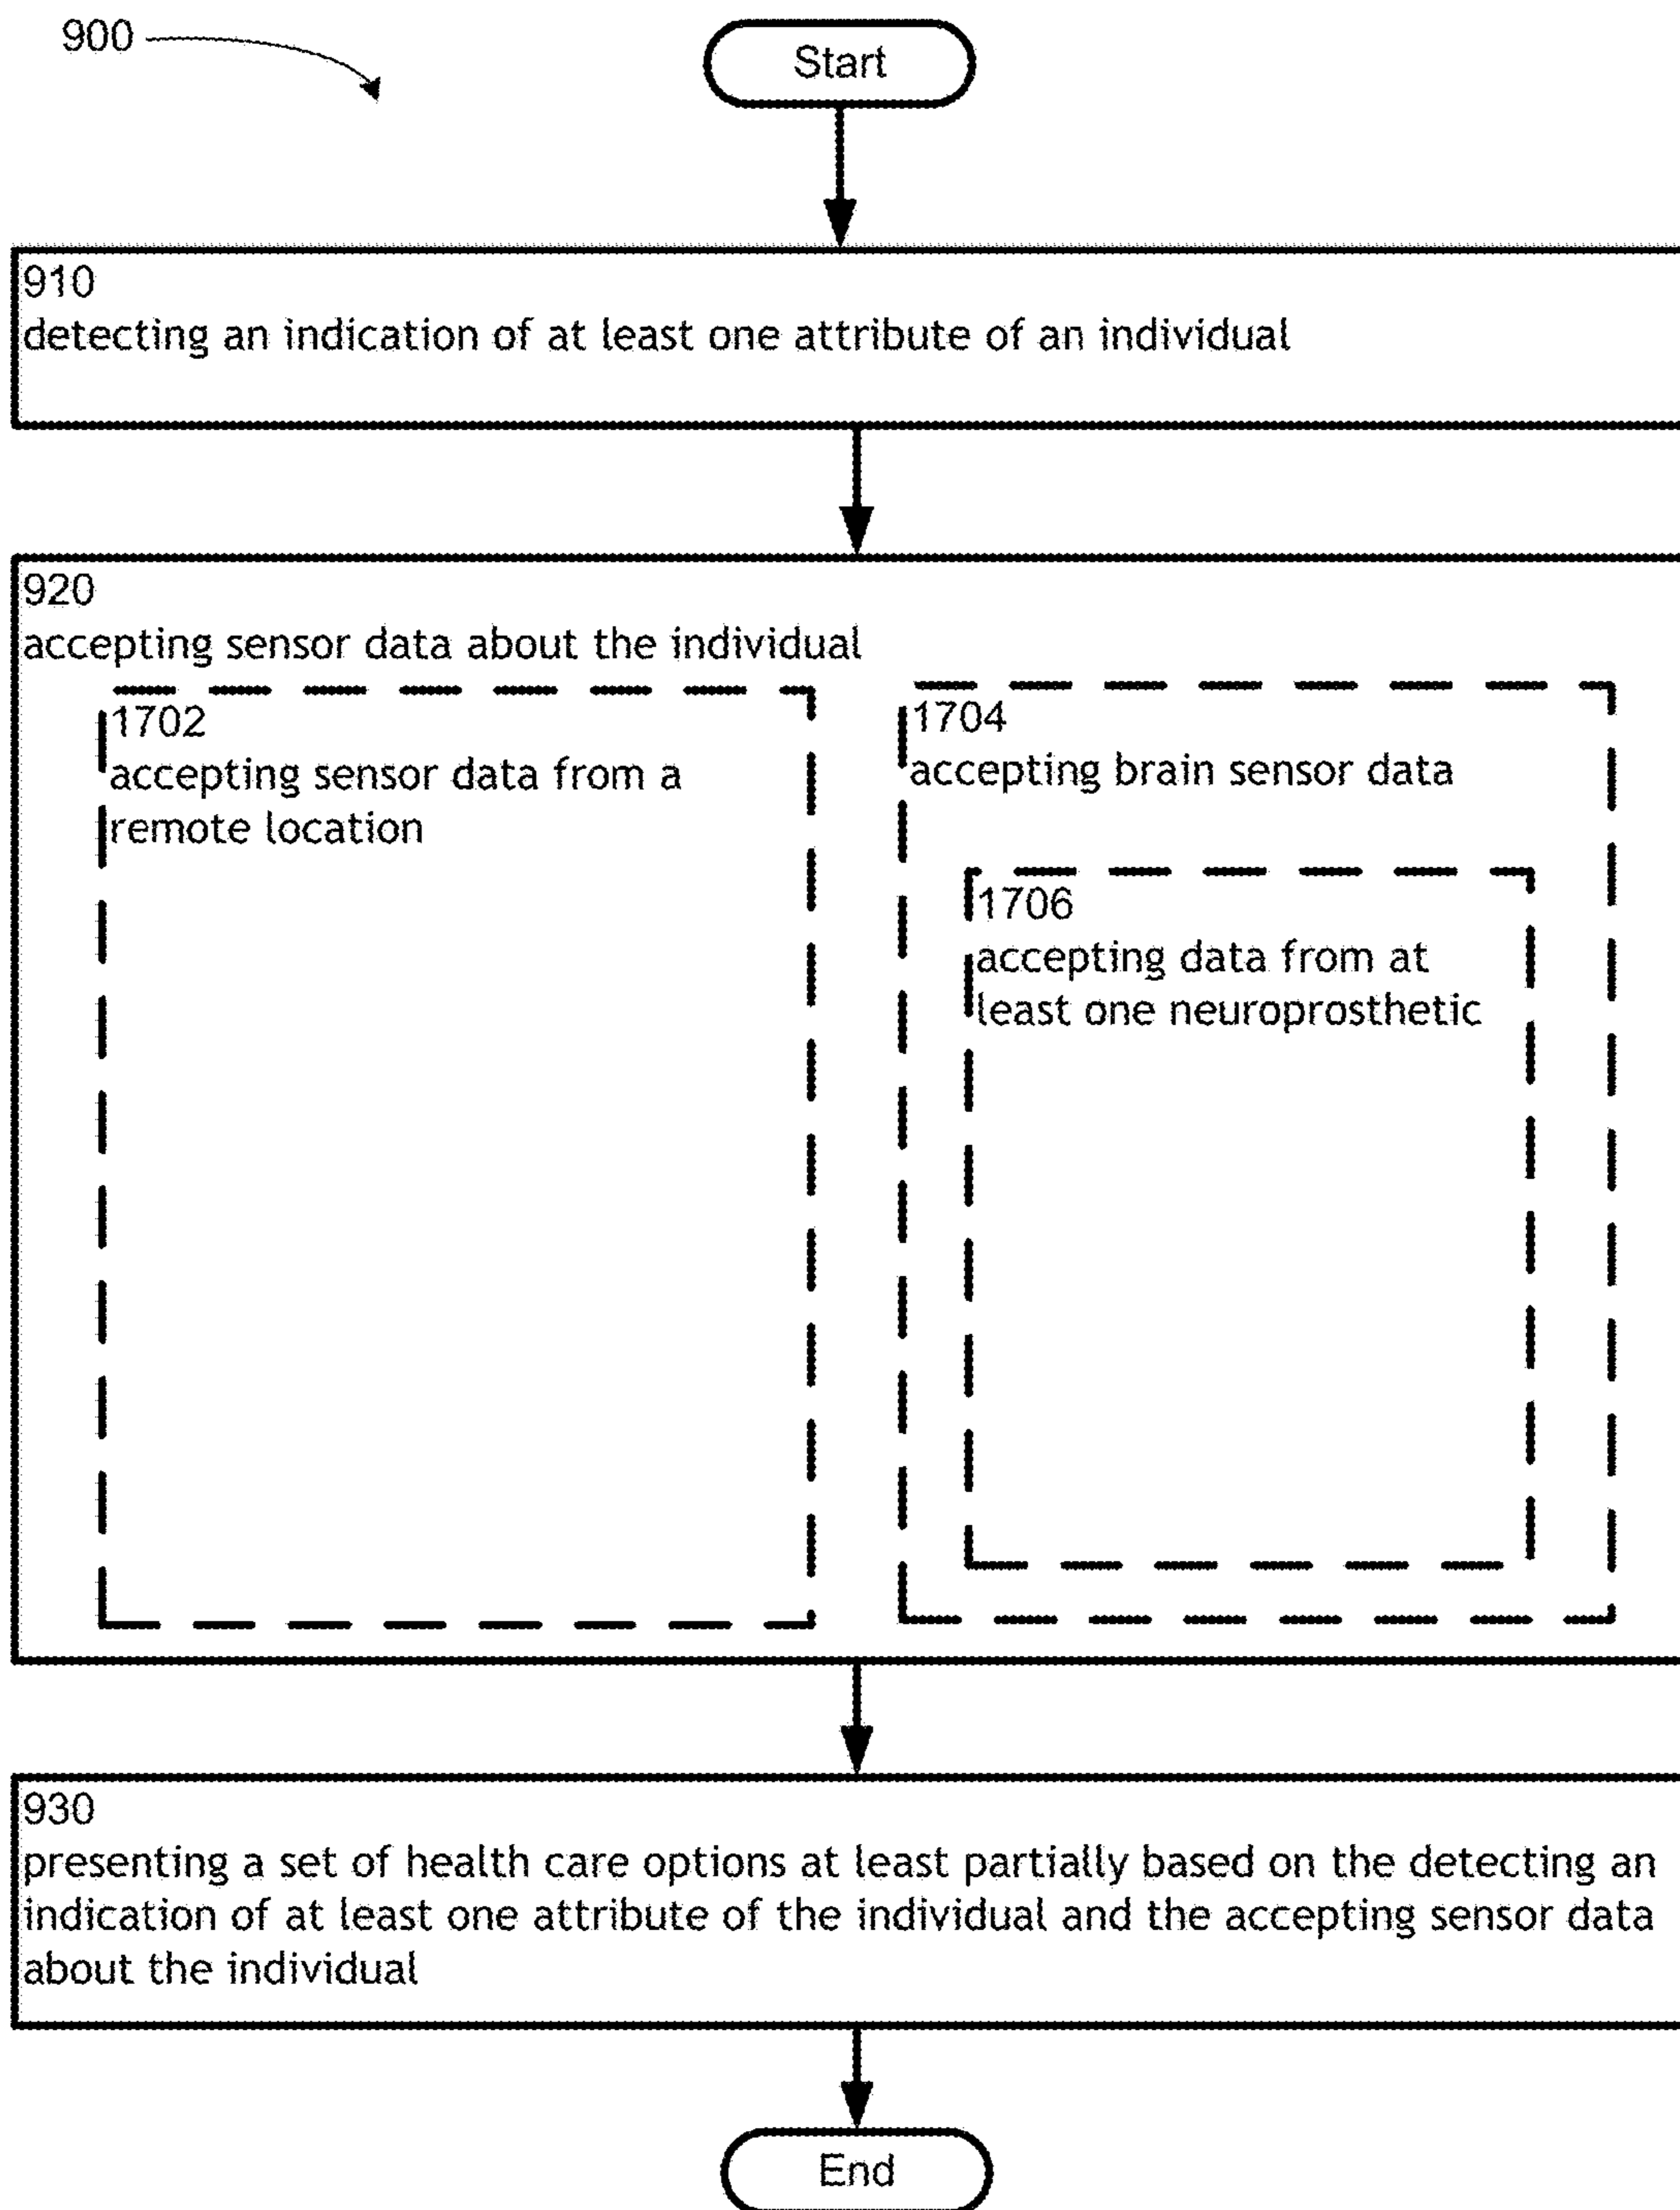 900
Start
910
detecting an indication of at least one attribute of an individual
920
accepting sensor data about the individual
1702
accepting sensor data from a
remote location
1704
accepting brain sensor data
1706
accepting data from at
least one neuroprosthetic
930
presenting a set of health care options at least partially based on the detecting an
indication of at least one attribute of the individual and the accepting sensor data
about the individual
End